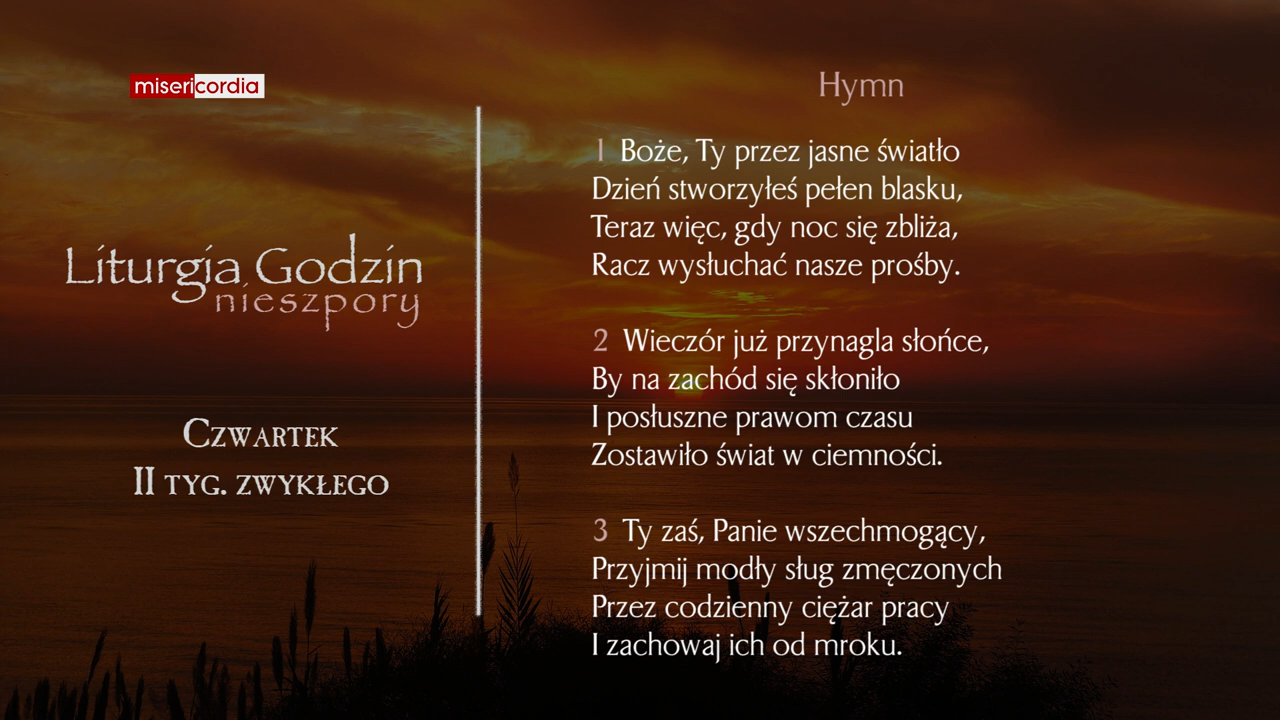 misericordia
Liturgia Godzin
nieszpory
Czwartek
II tyg. zwykłego
Hymn
1 Boże, Ty przez jasne światło
Dzień stworzyłeś pełen blasku,
Teraz więc, gdy noc się zbliża,
Racz wysłuchać nasze prośby.
2 Wieczór już przynagla słońce,
By na zachód się skłoniło
I posłuszne prawom czasu
Zostawiło świat w ciemności.
3 Ty zaś, Panie wszechmogący,
Przyjmij modły sług zmęczonych
Przez codzienny ciężar pracy
I zachowaj ich od mroku.